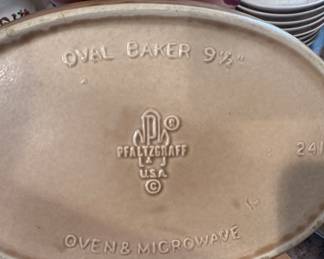 OVAL BAKER 9½"
P ®
PFALTZGRAFF
U.S.A.
©
241
OVEN & MICROWAVE